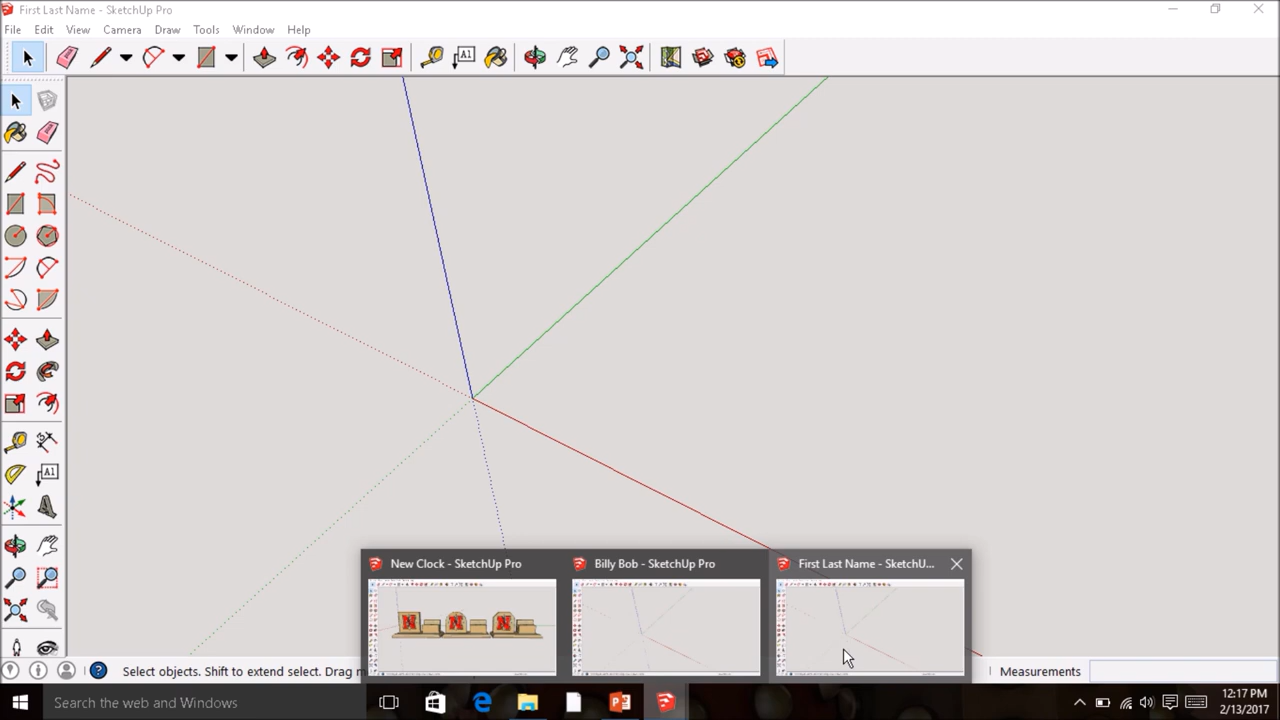 First Last Name - SketchUp Pro
File Edit View Camera Draw Tools Window Help
A1
A1
New Clock - SketchUp Pro
Billy Bob - SketchUp Pro
First Last Name - SketchU...
N N N
Select objects. Shift to extend select. Drag m
Measurements
Search the web and Windows
12:17 PM
2/13/2017